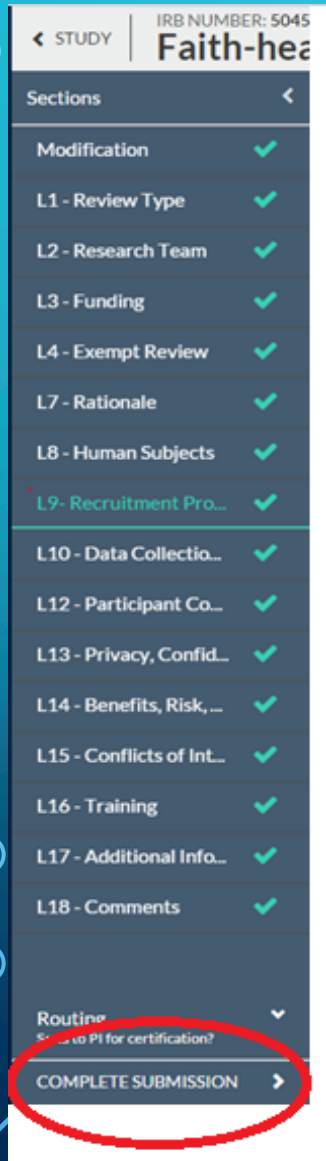 STUDY
IRB NUMBER: 5045
Faith-hea
Sections
Modification
L1 - Review Type
L2 - Research Team
L3 - Funding
L4 - Exempt Review
L7 - Rationale
L8 - Human Subjects
L9- Recruitment Pro...
L10 - Data Collectio...
L12 - Participant Co...
L13 - Privacy, Confid...
L14 - Benefits, Risk, ...
L15 - Conflicts of Int...
L16 - Training
L17 - Additional Info...
L18 - Comments
Routing
Send to PI for certification?
COMPLETE SUBMISSION